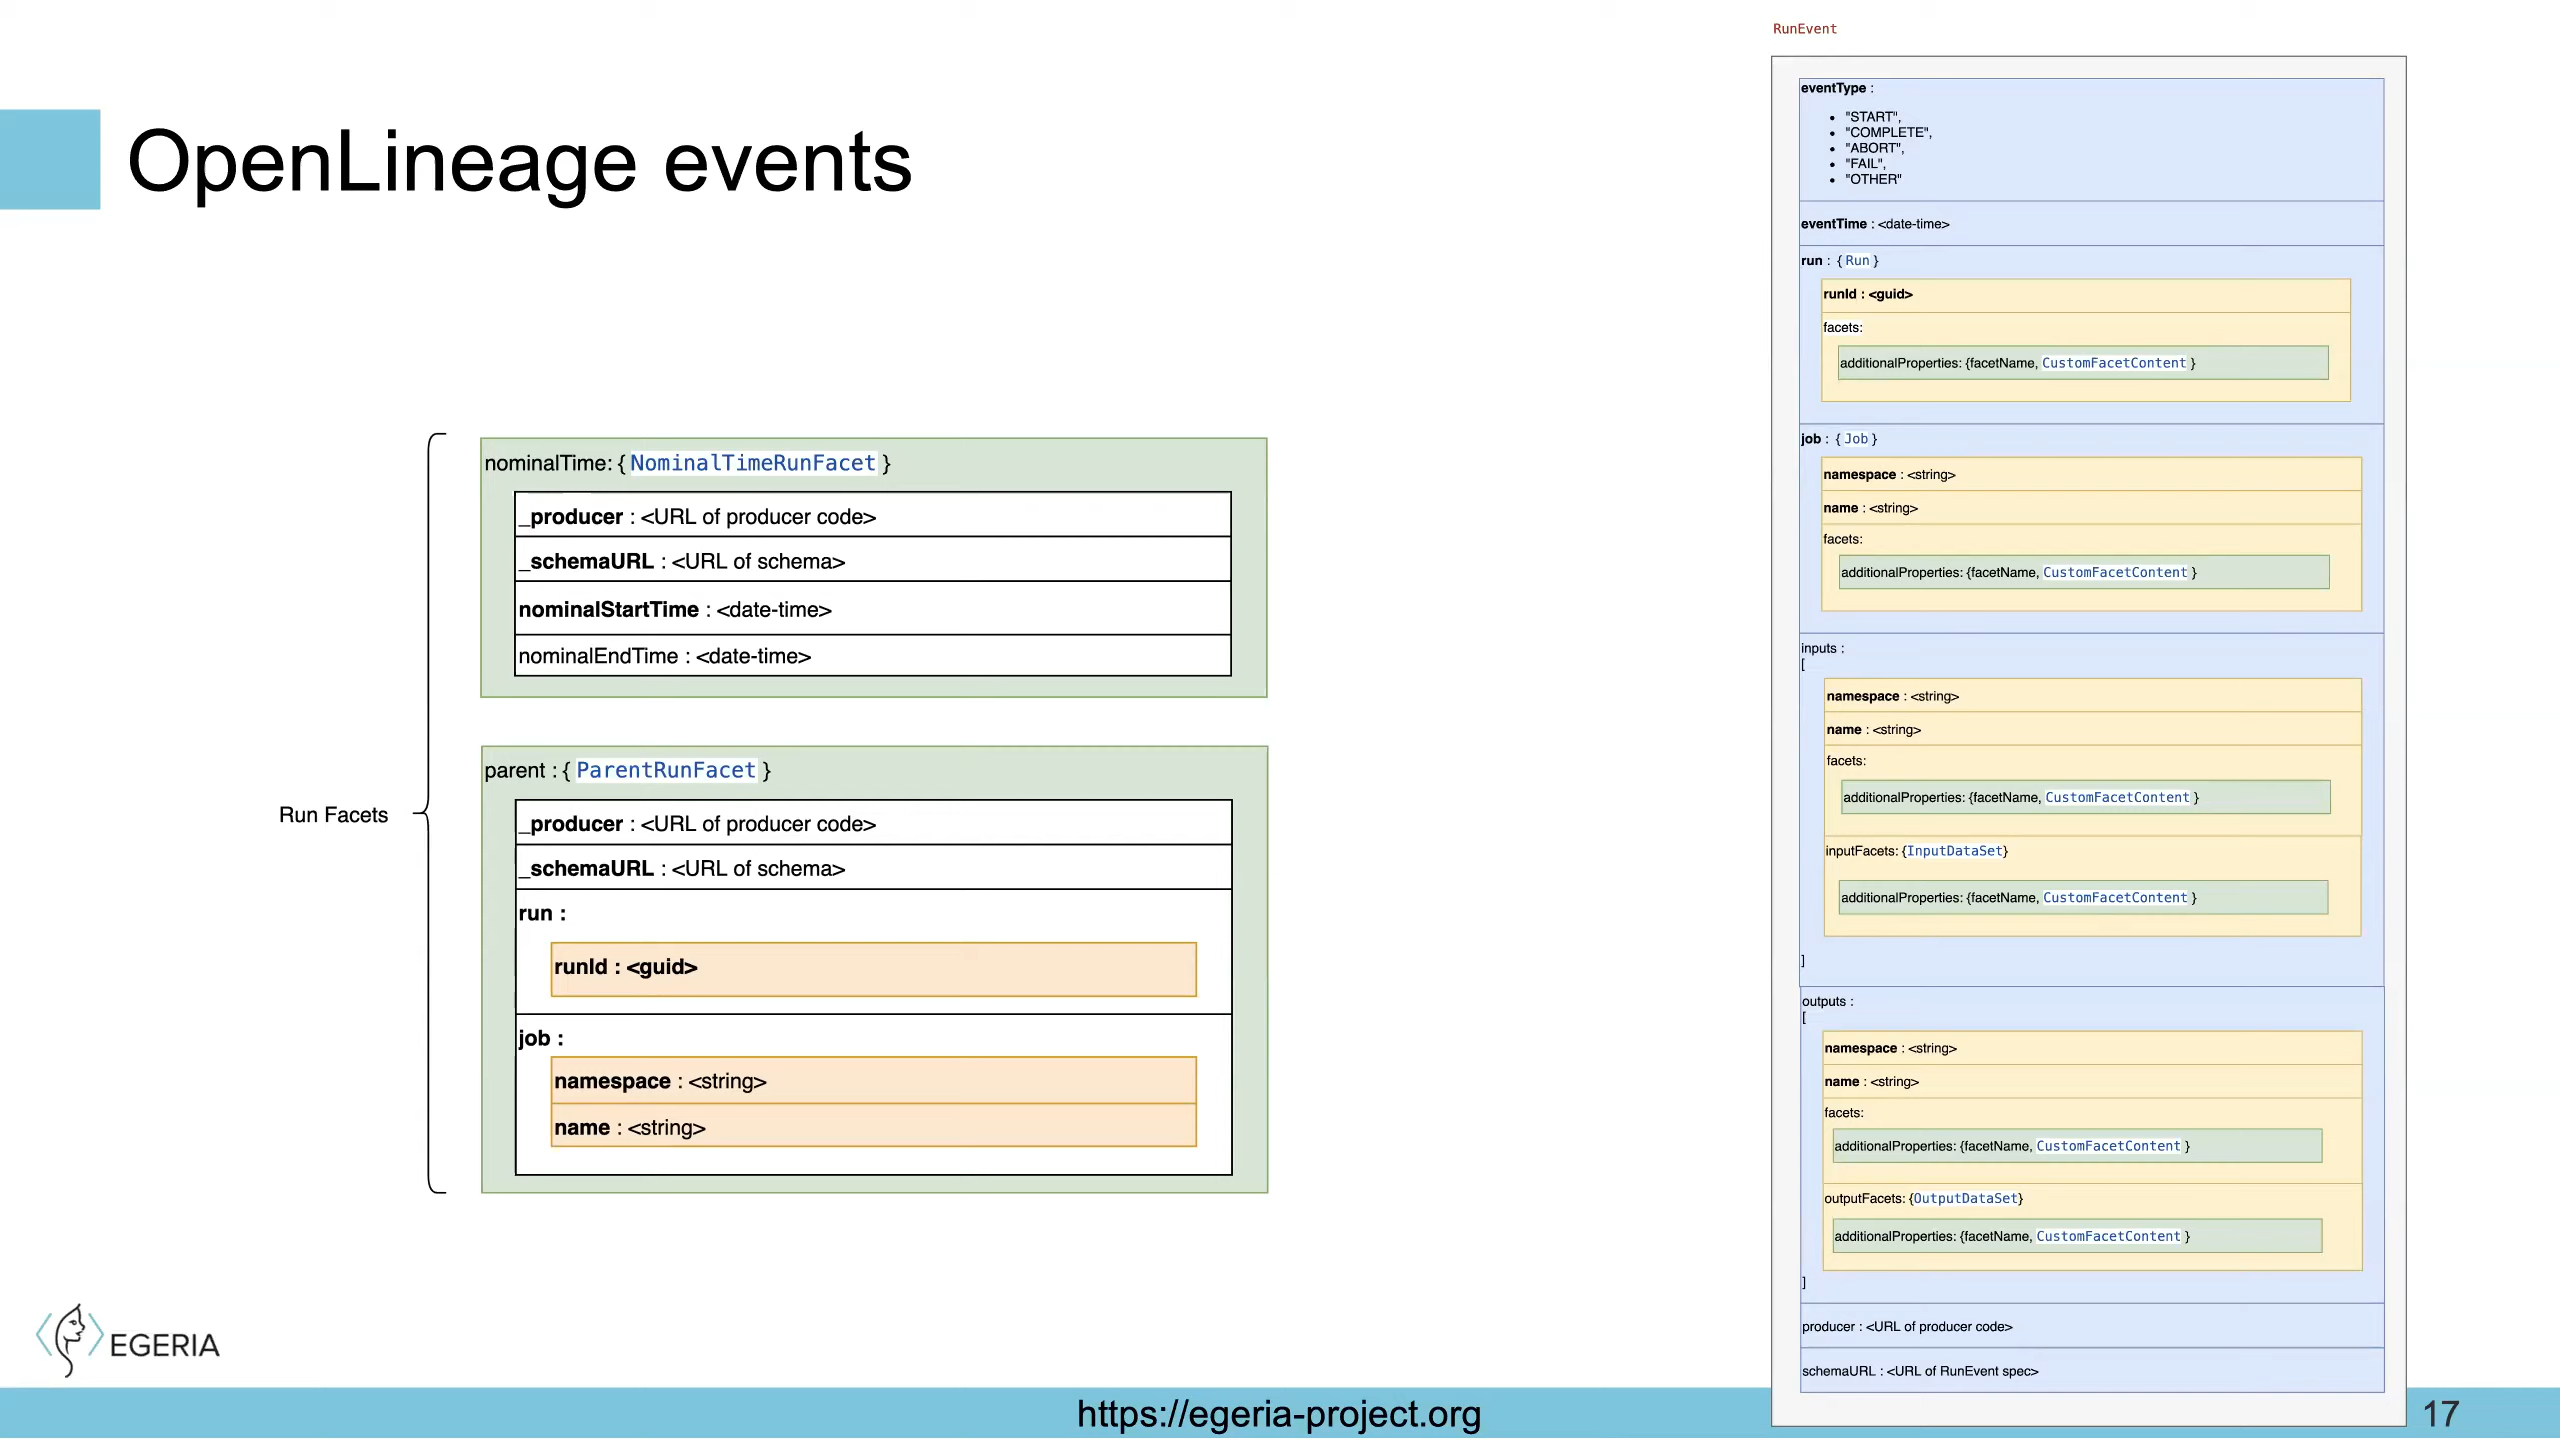 OpenLineage events
Run Facets
nominalTime: { NominalTimeRunFacet }
_producer : <URL of producer code>
_schemaURL : <URL of schema>
nominalStartTime : <date-time>
nominalEndTime : <date-time>
parent : { ParentRunFacet }
_producer : <URL of producer code>
_schemaURL : <URL of schema>
run :
runId : <guid>
job :
namespace : <string>
name : <string>
RunEvent
eventType :
• "START",
• "COMPLETE",
• "ABORT",
• "FAIL",
• "OTHER"
eventTime : <date-time>
run : { Run }
runId : <guid>
facets:
additionalProperties: {facetName, CustomFacetContent }
job : { Job }
namespace : <string>
name : <string>
facets:
additionalProperties: {facetName, CustomFacetContent }
inputs :
[
namespace : <string>
name : <string>
facets:
additionalProperties: {facetName, CustomFacetContent }
inputFacets: {InputDataSet}
additionalProperties: {facetName, CustomFacetContent }
]
outputs :
[
namespace : <string>
name : <string>
facets:
additionalProperties: {facetName, CustomFacetContent }
outputFacets: {OutputDataSet}
additionalProperties: {facetName, CustomFacetContent }
]
producer : <URL of producer code>
schemaURL : <URL of RunEvent spec>
EGERIA
https://egeria-project.org
17